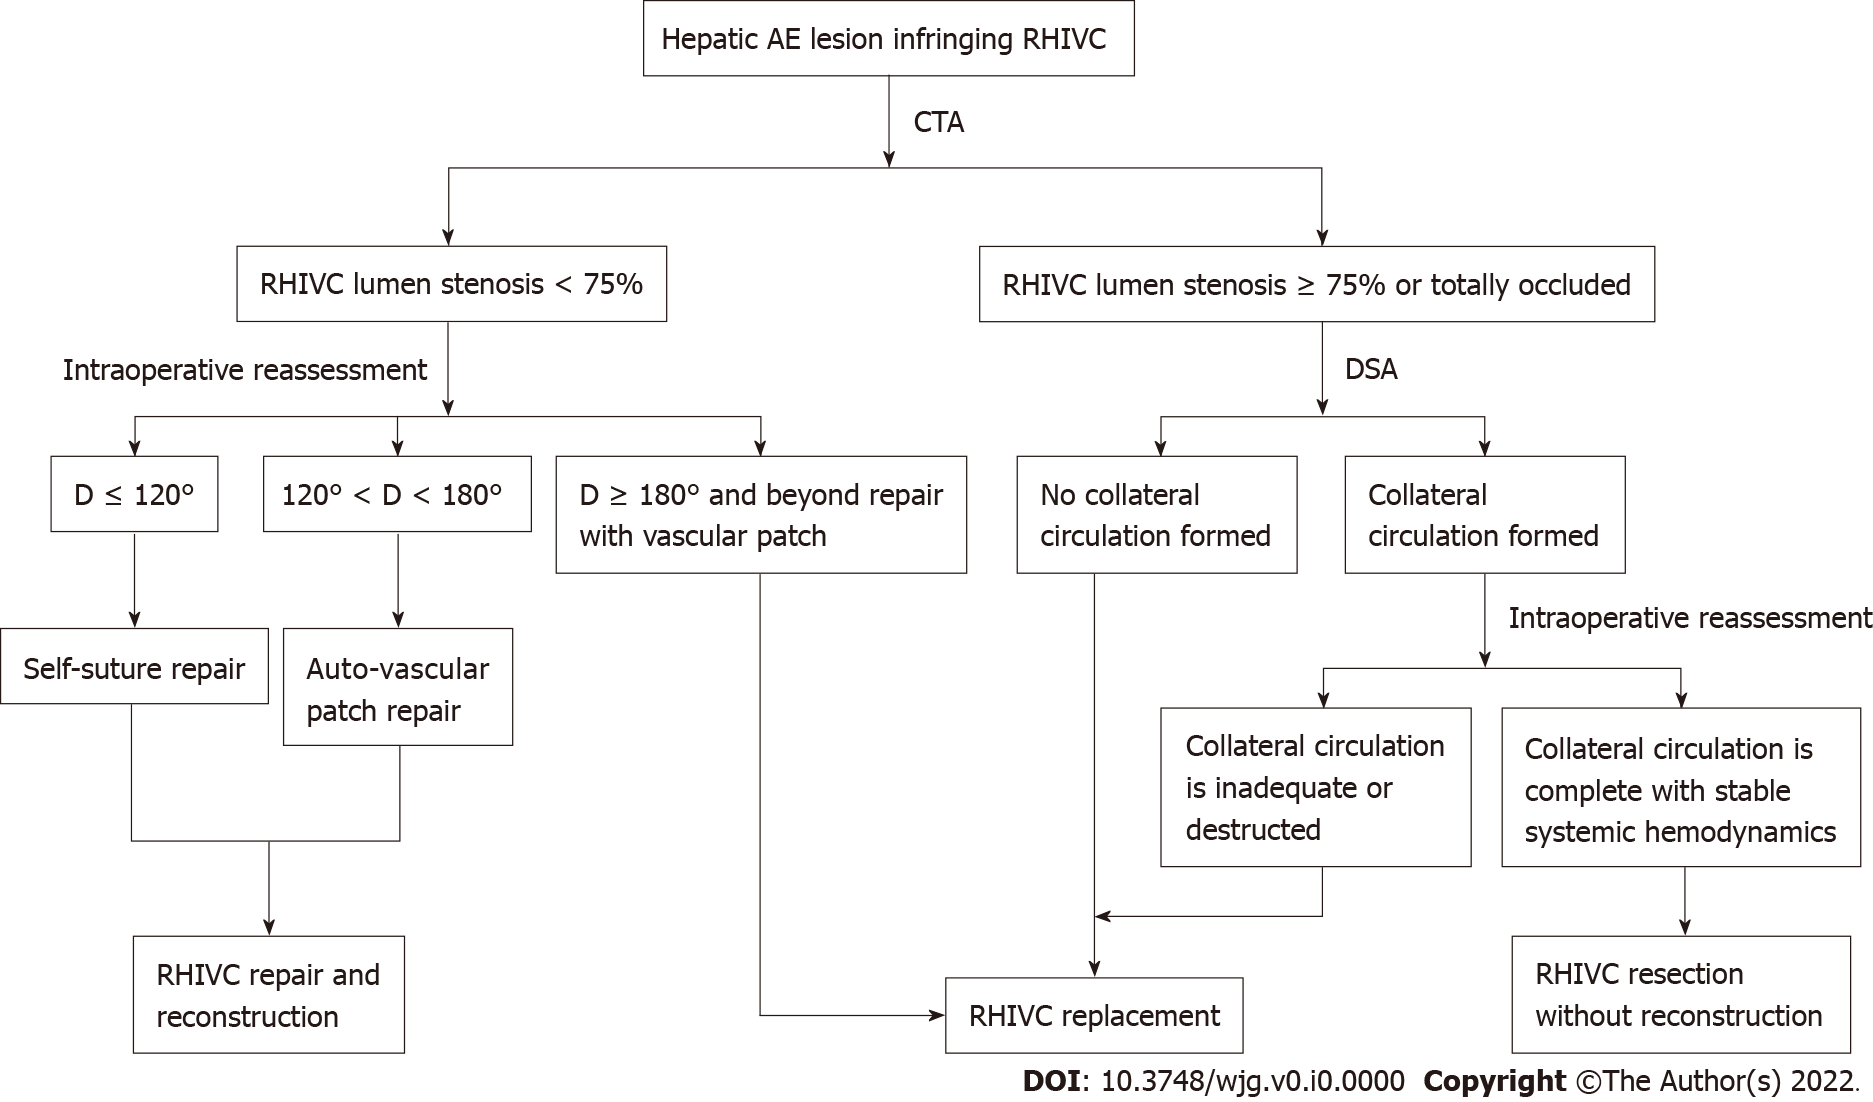 Hepatic AE lesion infringing RHIVC
CTA
RHIVC lumen stenosis < 75%
RHIVC lumen stenosis ≥ 75% or totally occluded
Intraoperative reassessment
DSA
D ≤ 120°
120° < D < 180°
D ≥ 180° and beyond repair
with vascular patch
No collateral
circulation formed
Collateral
circulation formed
Intraoperative reassessment
Self-suture repair
Auto-vascular
patch repair
Collateral circulation
is inadequate or
destructed
Collateral circulation is
complete with stable
systemic hemodynamics
RHIVC repair and
reconstruction
RHIVC replacement
RHIVC resection
without reconstruction
DOI: 10.3748/wjg.v0.i0.0000 Copyright ©The Author(s) 2022.